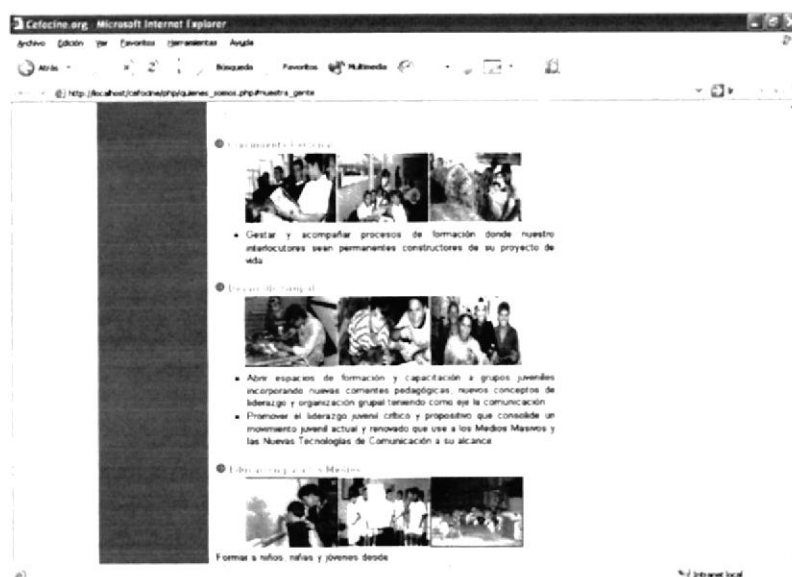 Cefocine.org - Microsoft Internet Explorer
Archivo Edición Ver Favoritos Herramientas Ayuda
Atrás Búsqueda Favoritos Multimedia
http://localhost/cefocine/php/quienes_somos.php#nuestra_gente
Gestar y acompañar procesos de formación donde nuestro
interlocutores sean permanentes constructores de su proyecto de
vida
Abrir espacios de formación y capacitación a grupos juveniles
incorporando nuevas corrientes pedagógicas, nuevos conceptos de
liderazgo y organización grupal teniendo como eje la comunicación
Promover el liderazgo juvenil crítico y propositivo que consolide un
movimiento juvenil actual y renovado que use a los Medios Masivos y
las Nuevas Tecnologías de Comunicación a su alcance
Medios
Formar a niños, niñas y jóvenes desde
Intranet local